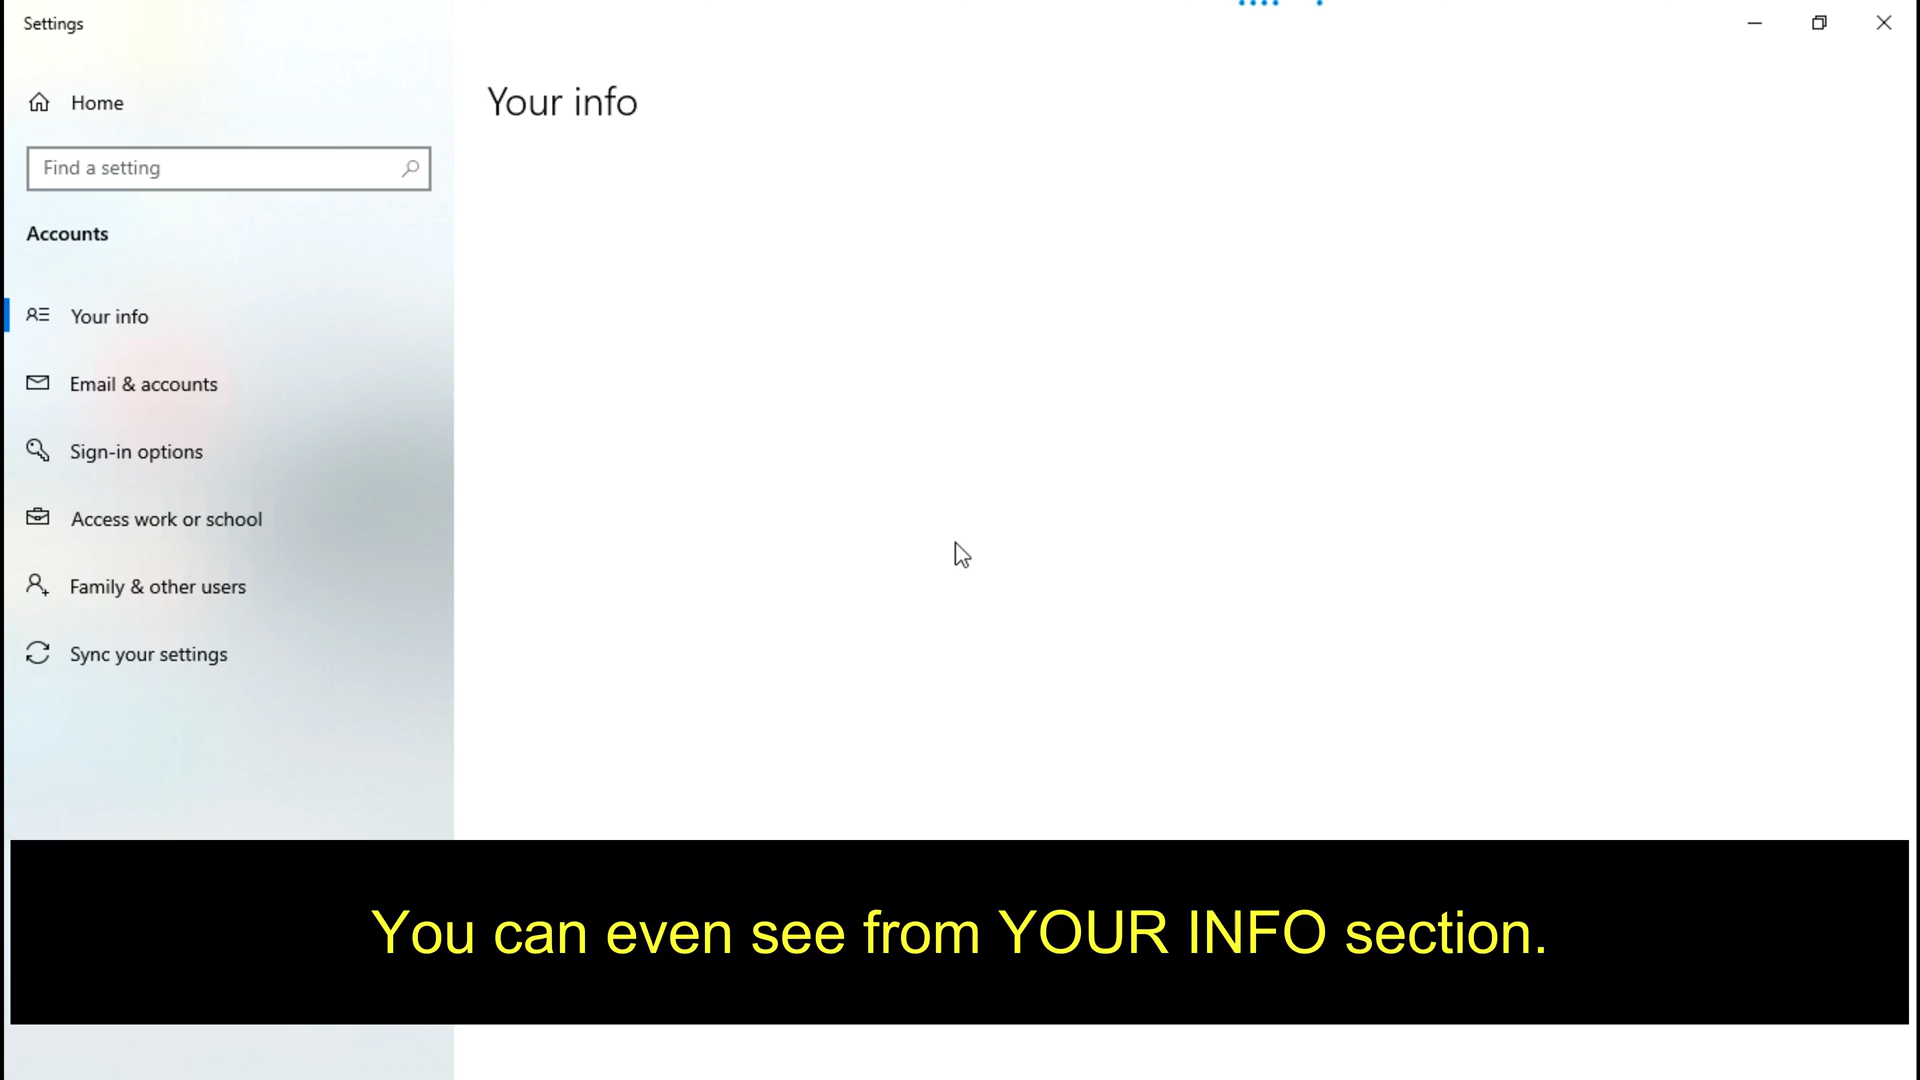 Settings
Home
Find a setting
Accounts
Your info
Email & accounts
Sign-in options
Access work or school
Family & other users
Sync your settings
Your info
You can even see from YOUR INFO section.